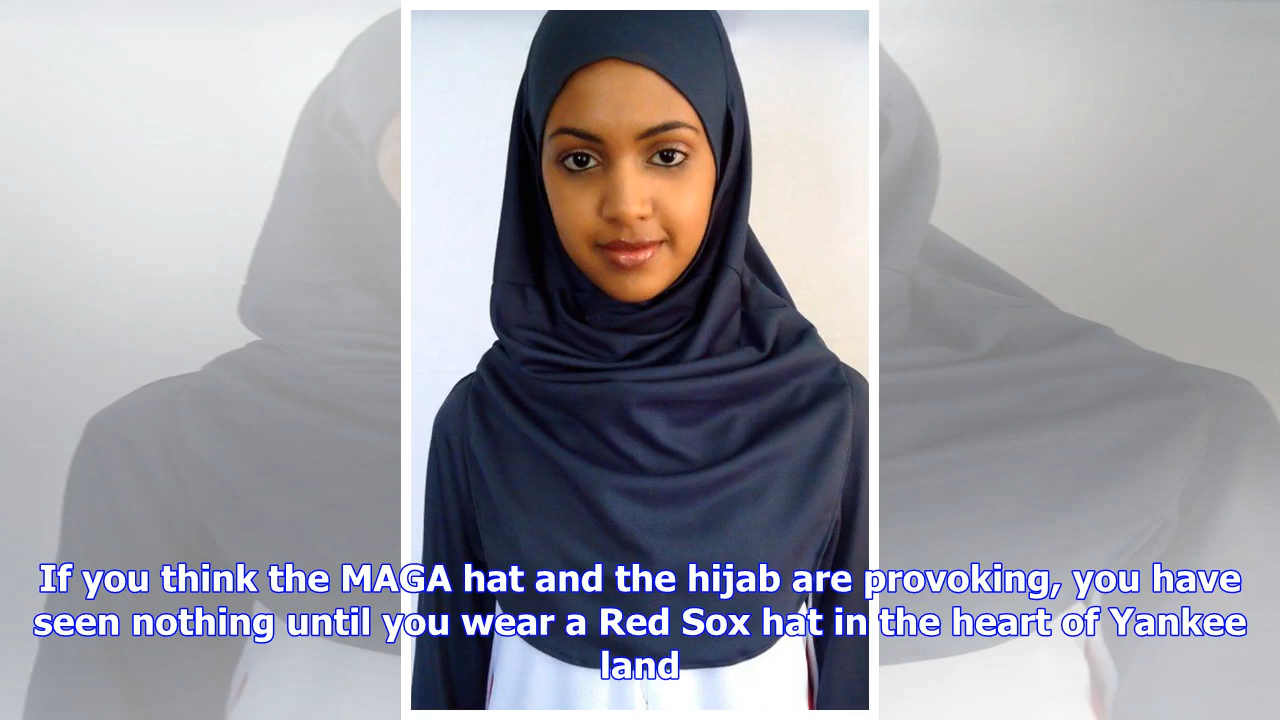 If you think the MAGA hat and the hijab are provoking, you have
seen nothing until you wear a Red Sox hat in the heart of Yankee
land